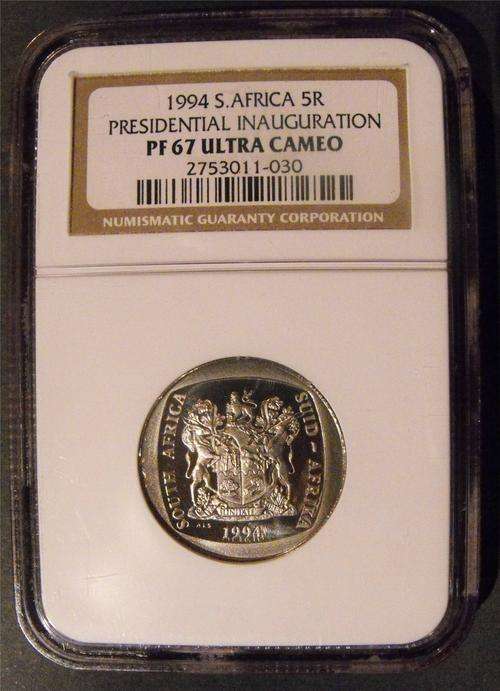 1994 S.AFRICA 5R
PRESIDENTIAL INAUGURATION
PF 67 ULTRA CAMEO
2753011-030
NUMISMATIC GUARANTY CORPORATION
SOUTH AFRICA
SUID-AFRIKA
ALS
1994